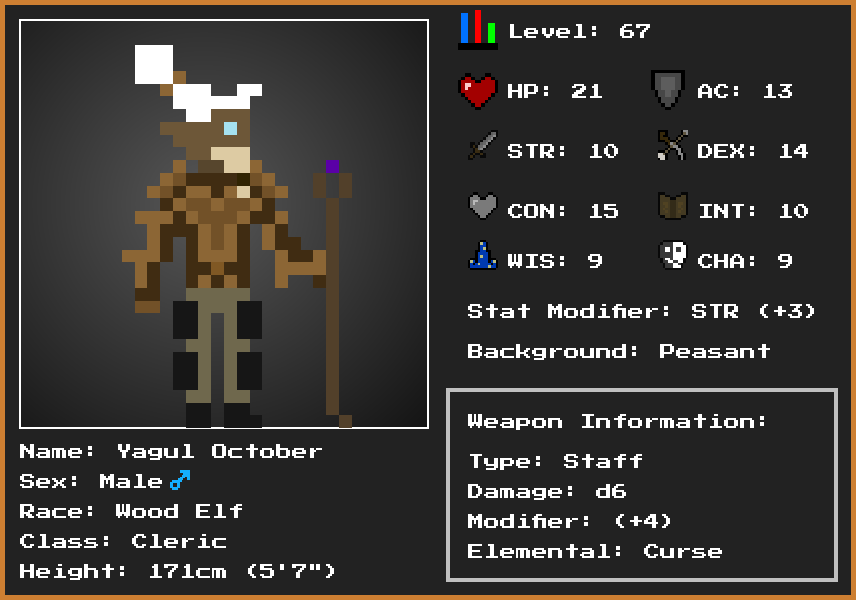 Level: 67
HP: 21 AC: 13
STR: 10 DEX: 14
CON: 15 INT: 10
WIS: 9 CHA: 9
Stat Modifier: STR (+3)
Background: Peasant
Weapon Information:
Type: Staff
Damage: d6
Modifier: (+4)
Elemental: Curse
Name: Yagul October
Sex: Male ♂
Race: Wood Elf
Class: Cleric
Height: 171cm (5'7")